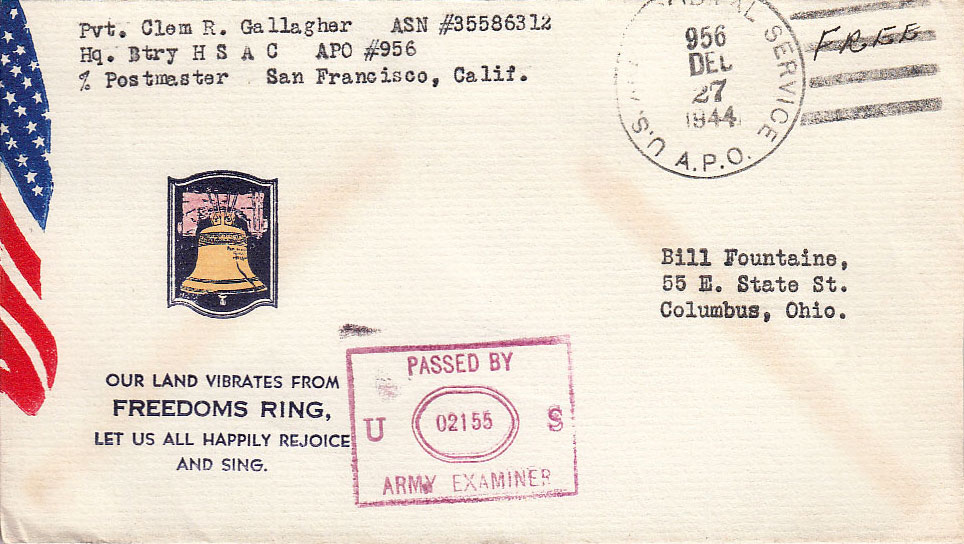 Pvt. Clem R. Gallagher ASN #35586312
Hq. Btry H S A C APO #956
% Postmaster San Francisco, Calif.
POSTAL SERVICE
956
DEC
27
1944
U.S. A.P.O.
FREE
Bill Fountaine,
55 E. State St.
Columbus, Ohio.
OUR LAND VIBRATES FROM
FREEDOMS RING,
LET US ALL HAPPILY REJOICE
AND SING.
PASSED BY
U 02155 S
ARMY EXAMINER